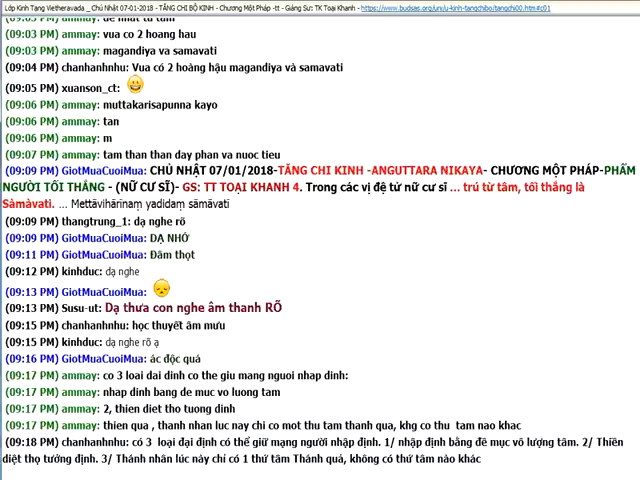 Lớp Kinh Tạng Vietheravada _ Chủ Nhật 07-01-2018 - TĂNG CHI BỘ KINH - Chương Một Pháp -tt - Giảng Sư: TK Toại Khanh - https://www.budsas.org/uni/u-kinh-tangchibo/tangchi00.htm#c01
(09:03 PM) ammay: vua co 2 hoang hau
(09:03 PM) ammay: magandiya va samavati
(09:04 PM) chanhanhnhu: Vua có 2 hoàng hậu magandiya và samavati
(09:05 PM) xuanson_ct:
(09:06 PM) ammay: muttakarisapunna kayo
(09:06 PM) ammay: tan
(09:06 PM) ammay: m
(09:07 PM) ammay: tam than than day phan va nuoc tieu
(09:09 PM) GiotMuaCuoiMua: CHỦ NHẬT 07/01/2018-TĂNG CHI KINH -ANGUTTARA NIKAYA- CHƯƠNG MỘT PHÁP-PHẨM
NGƯỜI TỐI THẮNG - (NỮ CƯ SĨ)- GS: TT TOẠI KHANH 4. Trong các vị đệ tử nữ cư sĩ ... trú từ tâm, tối thắng là
Sàmàvati. ... Mettāvihārīnaṃ yadidaṃ sāmāvatī
(09:09 PM) thangtrung_1: dạ nghe rõ
(09:09 PM) GiotMuaCuoiMua: DẠ NHỚ
(09:11 PM) GiotMuaCuoiMua: Đâm thọt
(09:12 PM) kinhduc: dạ nghe
(09:13 PM) GiotMuaCuoiMua:
(09:13 PM) Susu-ut: Dạ thưa con nghe âm thanh RÕ
(09:15 PM) chanhanhnhu: học thuyết âm mưu
(09:15 PM) kinhduc: dạ nghe rõ ạ
(09:16 PM) GiotMuaCuoiMua: ác độc quá
(09:17 PM) ammay: co 3 loai dai dinh co the giu mang nguoi nhap dinh:
(09:17 PM) ammay: nhap dinh bang de muc vo luong tam
(09:17 PM) ammay: 2, thien diet tho tuong dinh
(09:17 PM) ammay: thien qua , thanh nhan luc nay chi co mot thu tam thanh qua, khg co thu tam nao khac
(09:18 PM) chanhanhnhu: có 3 loại đại định có thể giữ mạng người nhập định. 1/ nhập định bằng đề mục vô lượng tâm. 2/ Thiền
diệt thọ tưởng định. 3/ Thánh nhân lúc này chỉ có 1 thứ tâm Thánh quả, không có thứ tâm nào khác